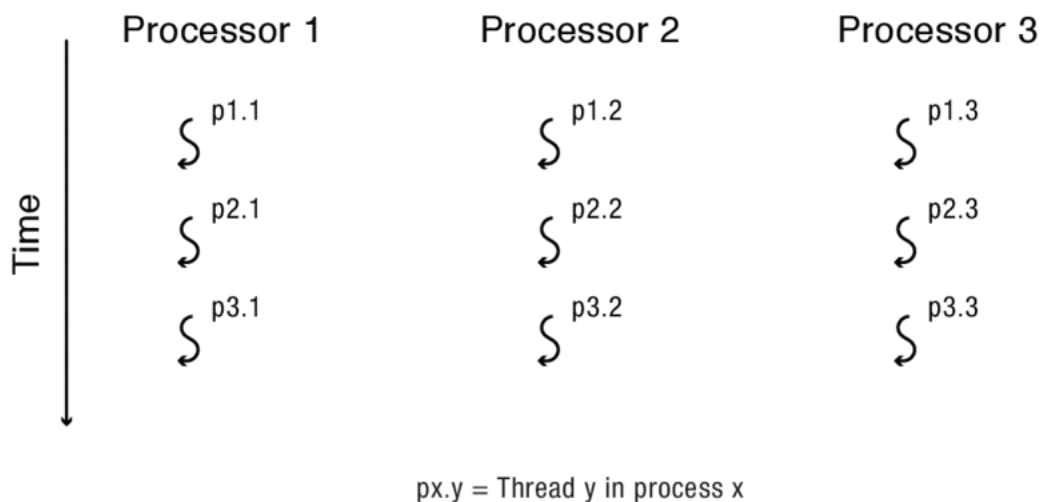 Processor 1 Processor 2 Processor 3
p1.1 p1.2 p1.3
p2.1 p2.2 p2.3
Time
p3.1 p3.2 p3.3
px.y = Thread y in process x